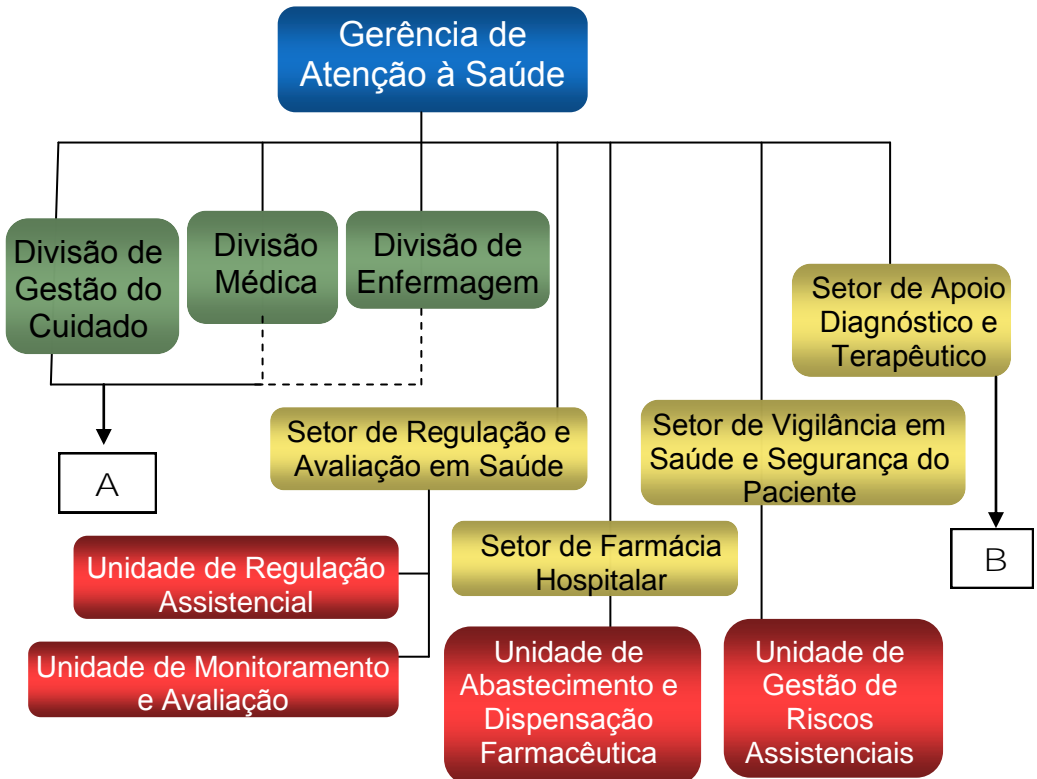 Gerência de
Atenção à Saúde
Divisão de
Gestão do
Cuidado
Divisão
Médica
Divisão de
Enfermagem
Setor de Apoio
Diagnóstico e
Terapêutico
Setor de Regulação e
Avaliação em Saúde
Setor de Vigilância em
Saúde e Segurança do
Paciente
A
Setor de Farmácia
Hospitalar
B
Unidade de Regulação
Assistencial
Unidade de Monitoramento
e Avaliação
Unidade de
Abastecimento e
Dispensação
Farmacêutica
Unidade de
Gestão de
Riscos
Assistenciais